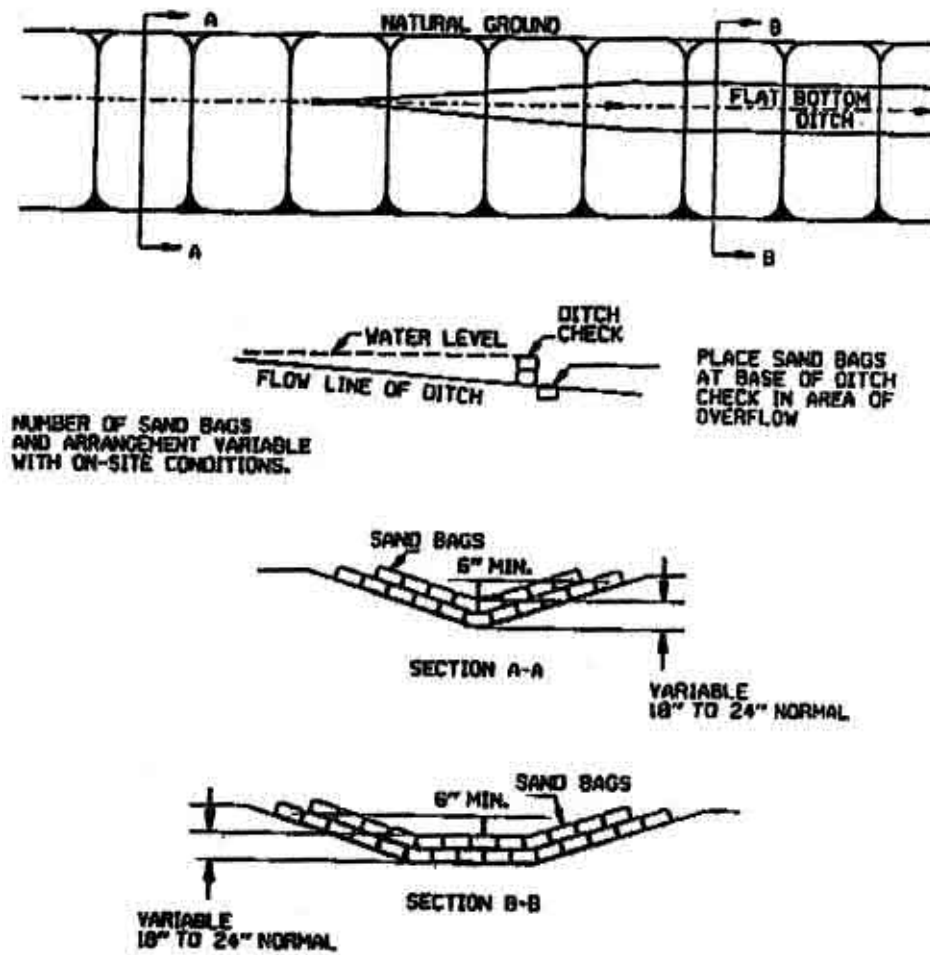 A
NATURAL GROUND
B
FLAT BOTTOM
DITCH
A
B
DITCH
CHECK
WATER LEVEL
FLOW LINE OF DITCH
PLACE SAND BAGS
AT BASE OF DITCH
CHECK IN AREA OF
OVERFLOW
NUMBER OF SAND BAGS
AND ARRANGEMENT VARIABLE
WITH ON-SITE CONDITIONS.
SAND BAGS
6" MIN.
SECTION A-A
VARIABLE
18" TO 24" NORMAL
SAND BAGS
6" MIN.
SECTION B-B
VARIABLE
18" TO 24" NORMAL